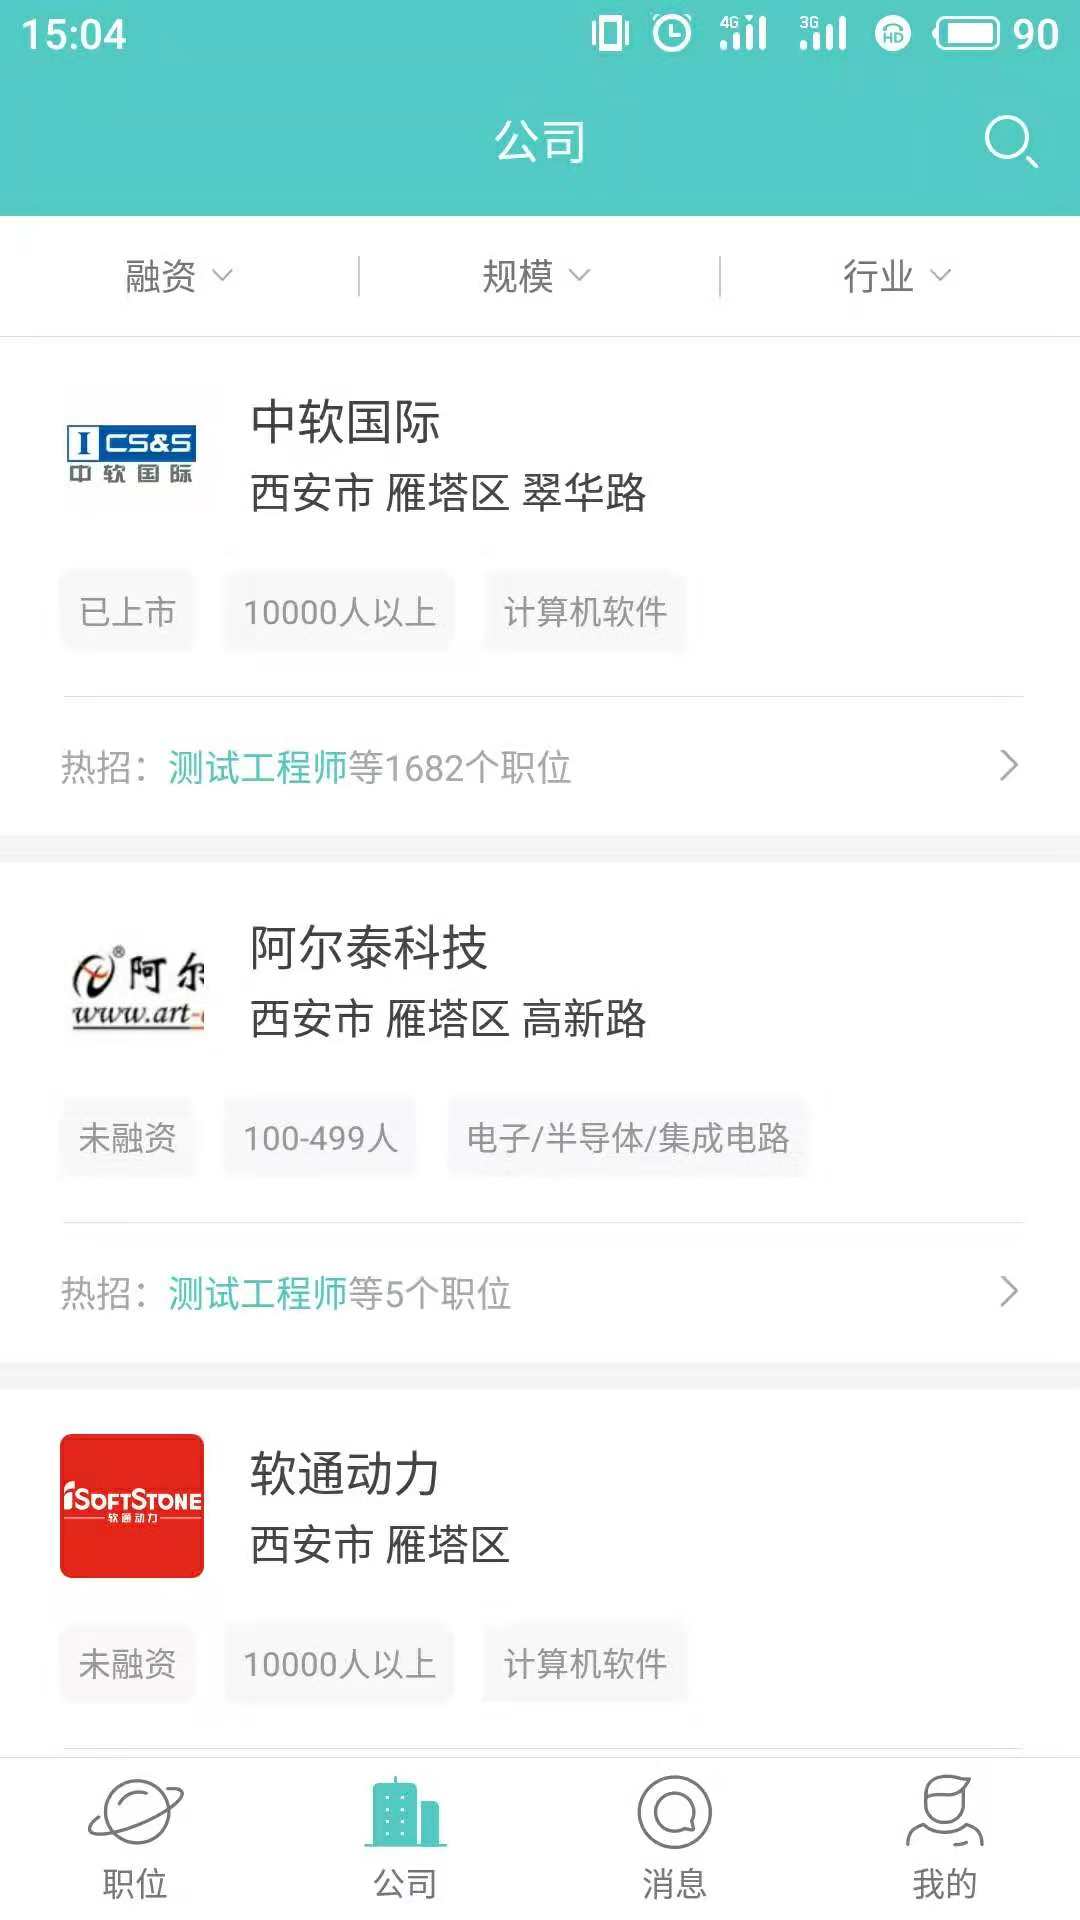 15:04 4G 3G HD 90
公司
融资 规模 行业
I CS&S
中软国际
中软国际
西安市 雁塔区 翠华路
已上市 10000人以上 计算机软件
热招：测试工程师等1682个职位
®阿尔
www.art-
阿尔泰科技
西安市 雁塔区 高新路
未融资 100-499人 电子/半导体/集成电路
热招：测试工程师等5个职位
iSOFTSTONE
软通动力
软通动力
西安市 雁塔区
未融资 10000人以上 计算机软件
职位 公司 消息 我的